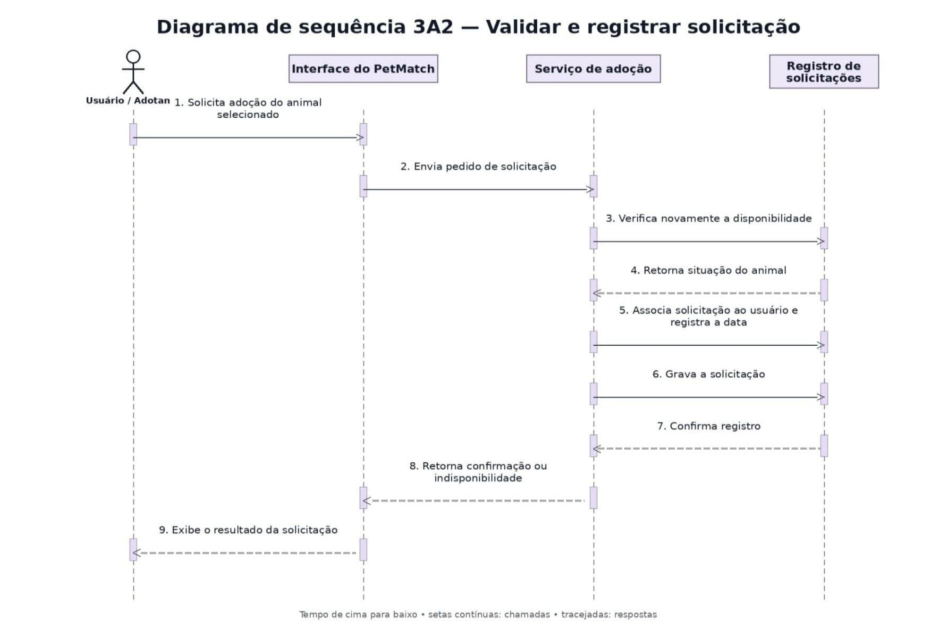 Diagrama de sequência 3A2 — Validar e registrar solicitação
Usuário / Adotan
Interface do PetMatch
Serviço de adoção
Registro de
solicitações
1. Solicita adoção do animal
selecionado
2. Envia pedido de solicitação
3. Verifica novamente a disponibilidade
4. Retorna situação do animal
5. Associa solicitação ao usuário e
registra a data
6. Grava a solicitação
7. Confirma registro
8. Retorna confirmação ou
indisponibilidade
9. Exibe o resultado da solicitação
Tempo de cima para baixo • setas contínuas: chamadas • tracejadas: respostas